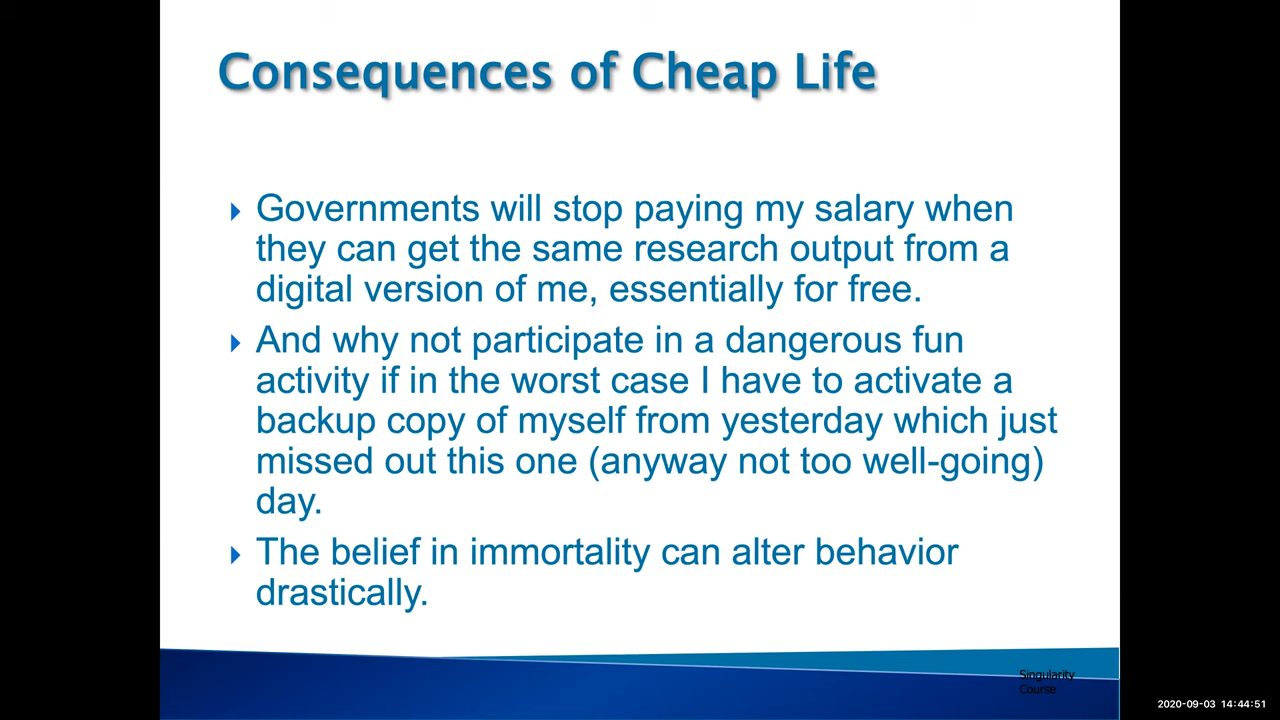 Consequences of Cheap Life
Governments will stop paying my salary when
they can get the same research output from a
digital version of me, essentially for free.
And why not participate in a dangerous fun
activity if in the worst case I have to activate a
backup copy of myself from yesterday which just
missed out this one (anyway not too well-going)
day.
The belief in immortality can alter behavior
drastically.
Singularity
Course
2020-09-03 14:44:51